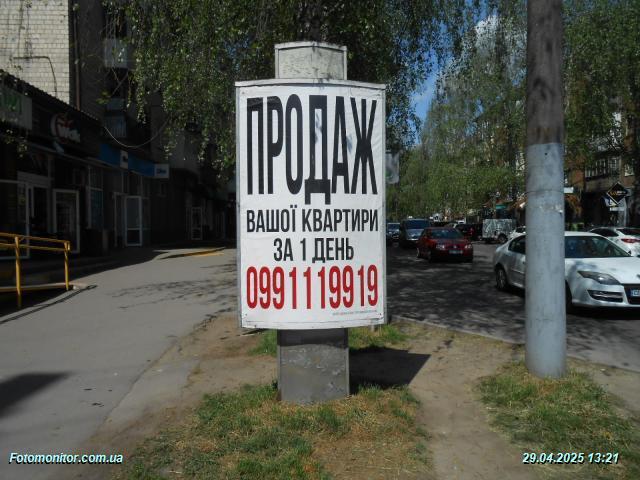 ПРОДАЖ
ВАШОЇ КВАРТИРИ
ЗА 1 ДЕНЬ
0991119919
Fotomonitor.com.ua
29.04.2025 13:21